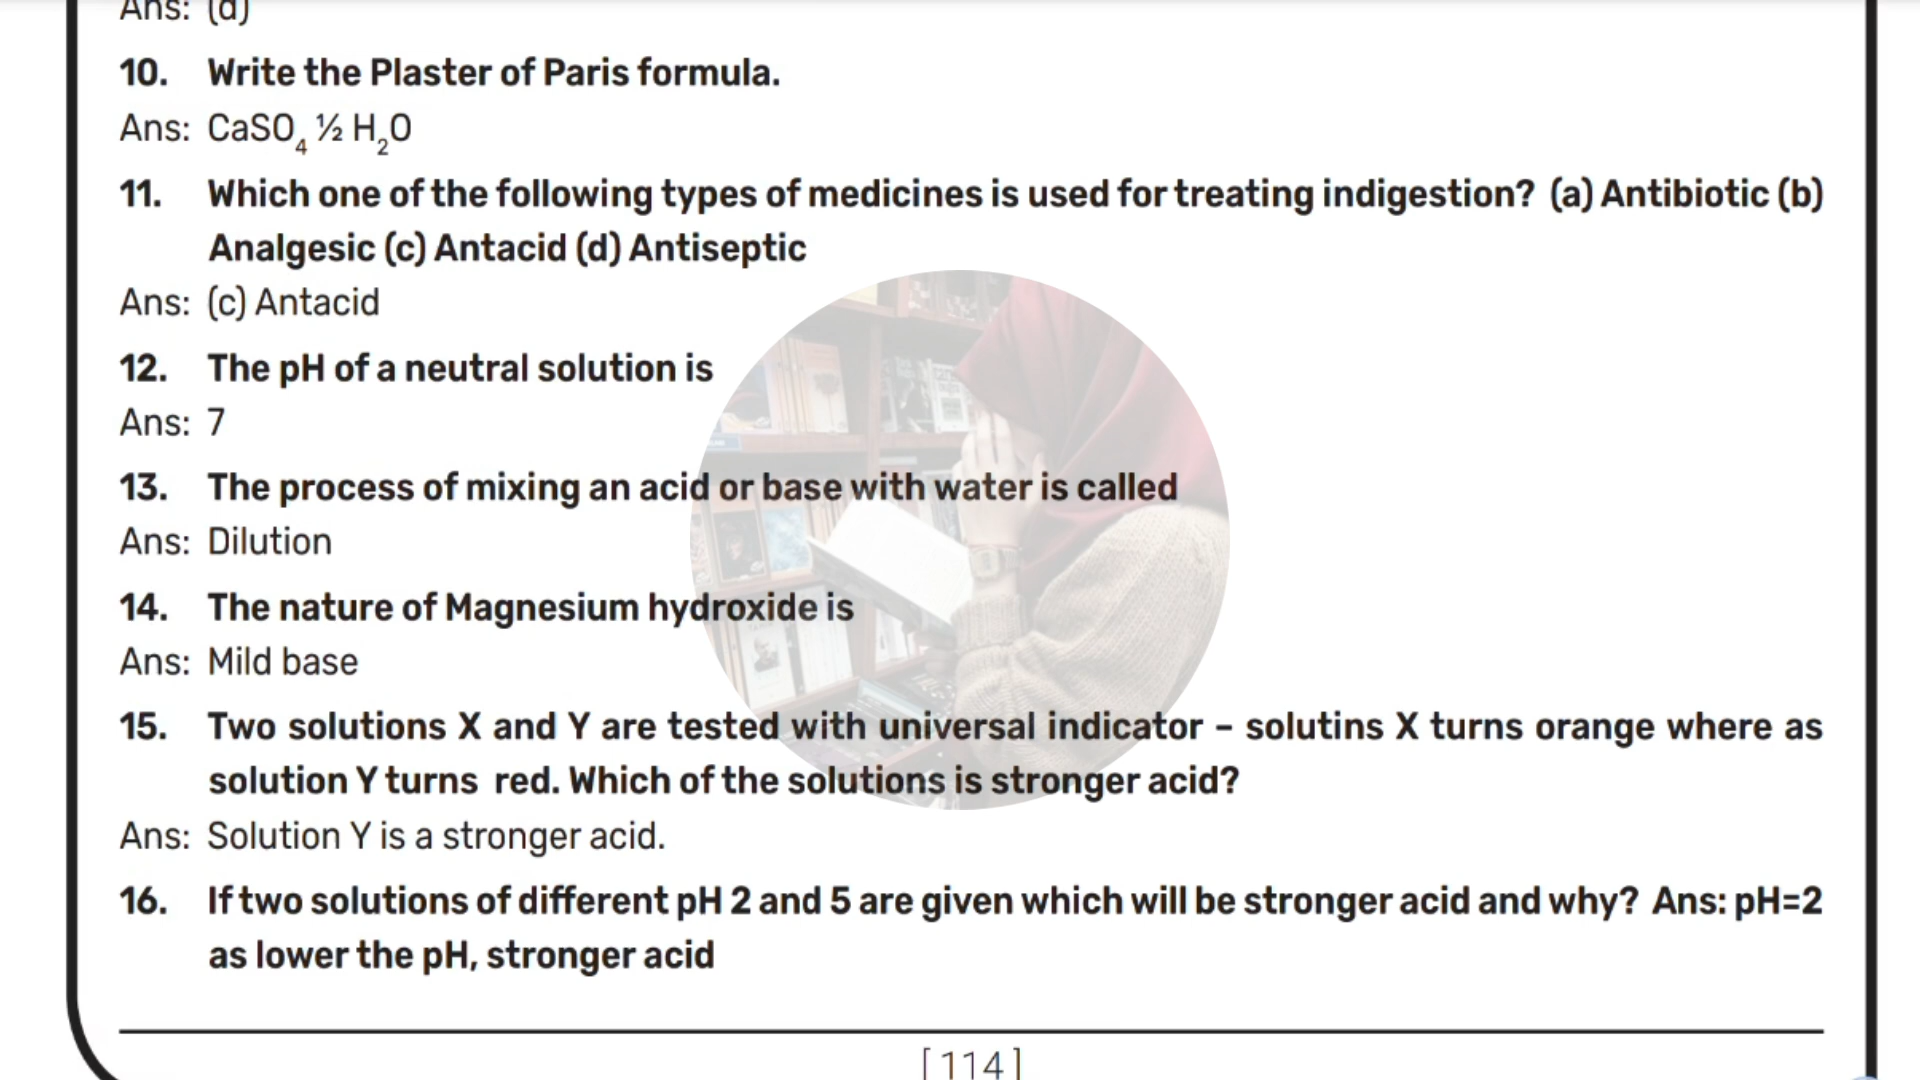 Ans: (d)
10. Write the Plaster of Paris formula.
Ans: CaSO₄ ½ H₂O
11. Which one of the following types of medicines is used for treating indigestion? (a) Antibiotic (b)
Analgesic (c) Antacid (d) Antiseptic
Ans: (c) Antacid
12. The pH of a neutral solution is
Ans: 7
13. The process of mixing an acid or base with water is called
Ans: Dilution
14. The nature of Magnesium hydroxide is
Ans: Mild base
15. Two solutions X and Y are tested with universal indicator – solutins X turns orange where as
solution Y turns red. Which of the solutions is stronger acid?
Ans: Solution Y is a stronger acid.
16. If two solutions of different pH 2 and 5 are given which will be stronger acid and why? Ans: pH=2
as lower the pH, stronger acid
[ 114 ]